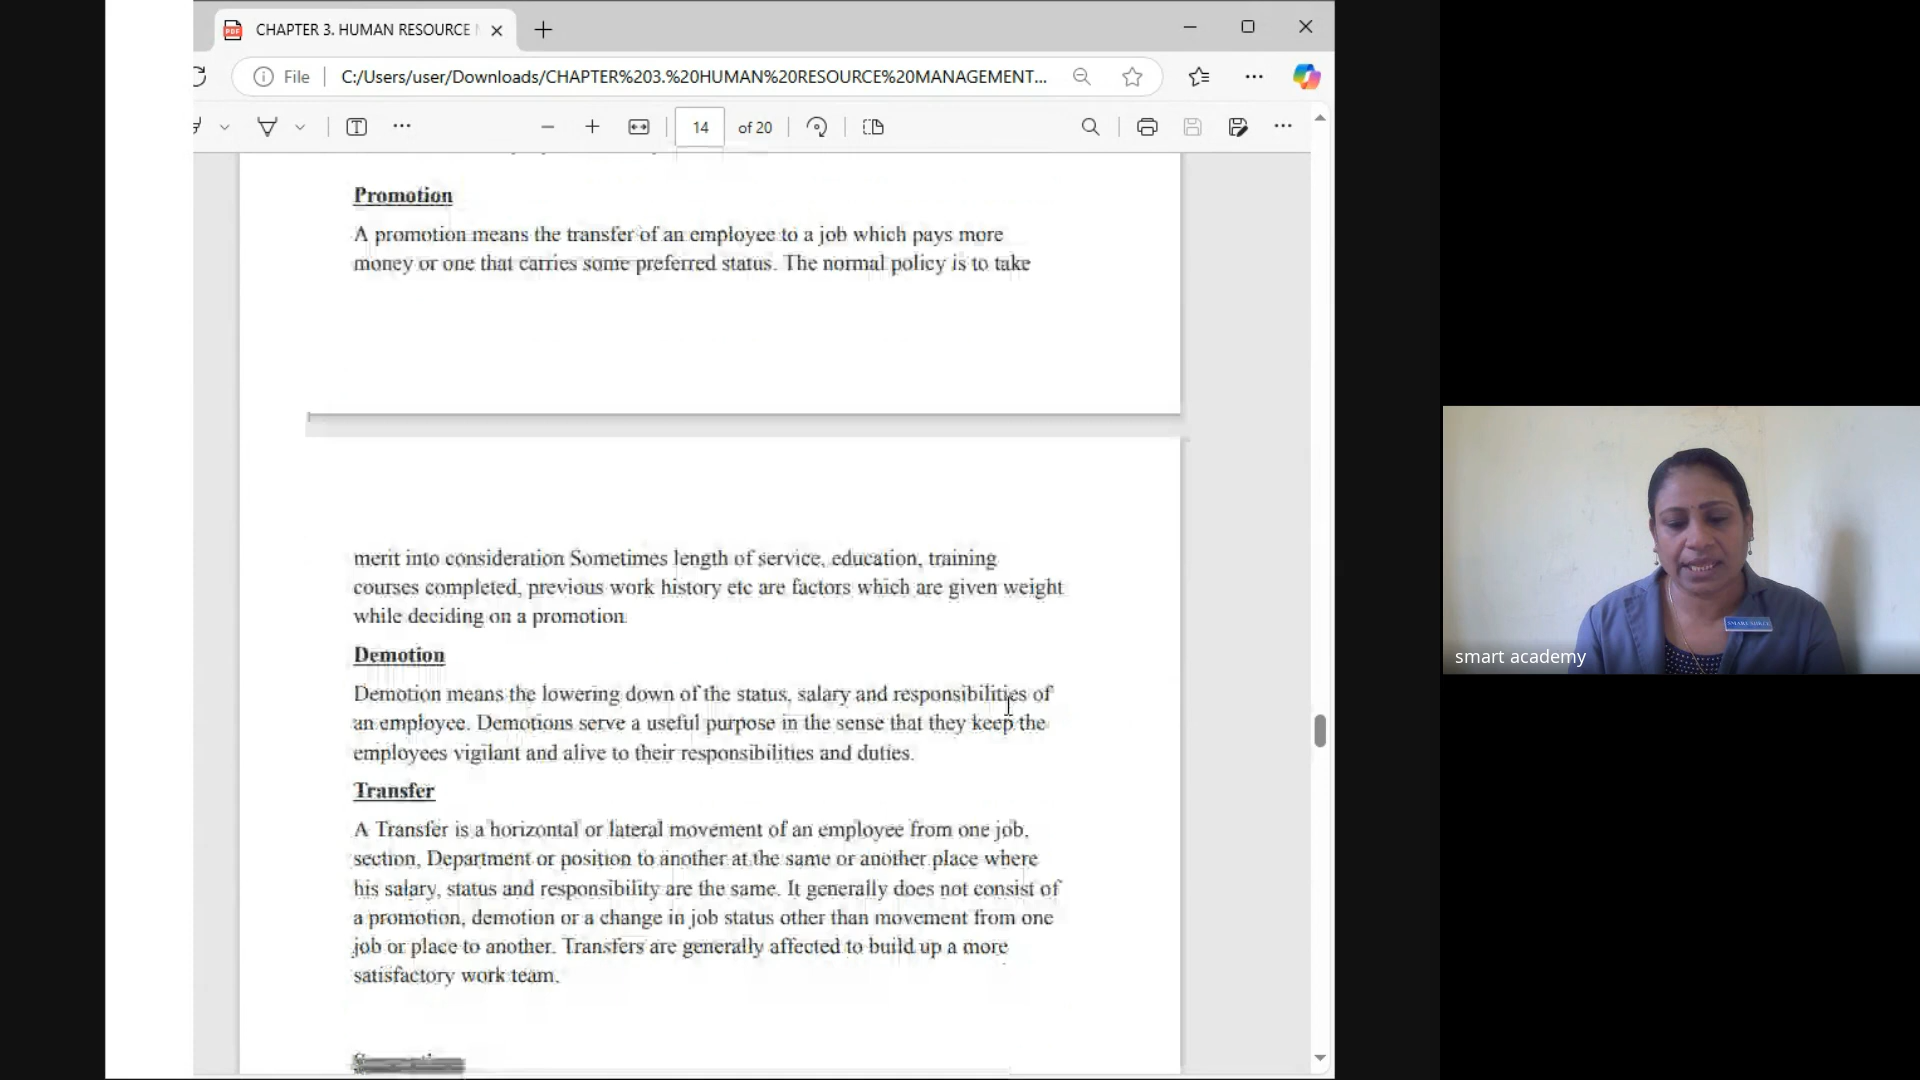 CHAPTER 3. HUMAN RESOURCE
File
C:/Users/user/Downloads/CHAPTER%203.%20HUMAN%20RESOURCE%20MANAGEMENT...
14 of 20
Promotion
A promotion means the transfer of an employee to a job which pays more
money or one that carries some preferred status. The normal policy is to take
merit into consideration Sometimes length of service, education, training
courses completed, previous work history etc are factors which are given weight
while deciding on a promotion
Demotion
Demotion means the lowering down of the status, salary and responsibilities of
an employee. Demotions serve a useful purpose in the sense that they keep the
employees vigilant and alive to their responsibilities and duties.
Transfer
A Transfer is a horizontal or lateral movement of an employee from one job,
section, Department or position to another at the same or another place where
his salary, status and responsibility are the same. It generally does not consist of
a promotion, demotion or a change in job status other than movement from one
job or place to another. Transfers are generally affected to build up a more
satisfactory work team.
smart academy